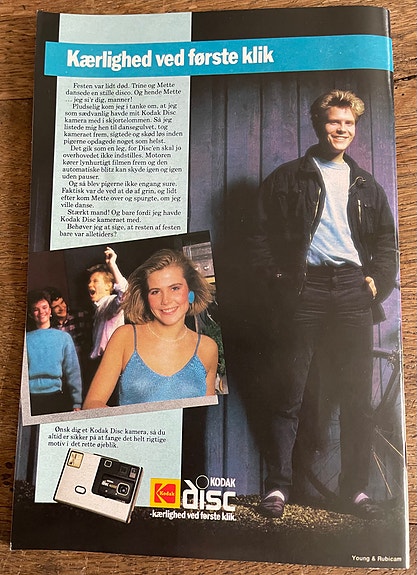 Kærlighed ved første klik
Festen var lidt død. Trine og Mette
dansede en stille disco. Og hende Mette
... jeg si'r dig, manner!
Pludselig kom jeg i tanke om, at jeg
som sædvanlig havde mit Kodak Disc
kamera med i skjortelommen. Så jeg
listede mig hen til dansegulvet, tog
kameraet frem, sigtede og skød løs inden
pigerne opdagede noget som helst.
Det gik som en leg, for Disc'en skal jo
overhovedet ikke indstilles. Motoren
kører lynhurtigt filmen frem og den
automatiske blitz kan skyde igen og igen
uden pauser.
Og så blev pigerne ikke engang sure.
Faktisk var de ved at dø af grin, og lidt
efter kom Mette over og spurgte, om jeg
ville danse.
Stærkt mand! Og bare fordi jeg havde
Kodak Disc kameraet med.
Behøver jeg at sige, at resten af festen
bare var alletiders?
Ønsk dig et Kodak Disc kamera, så du
altid er sikker på at fange det helt rigtige
motiv i det rette øjeblik.
Kodak
KODAK
disc
-kærlighed ved første klik.
Young & Rubicam